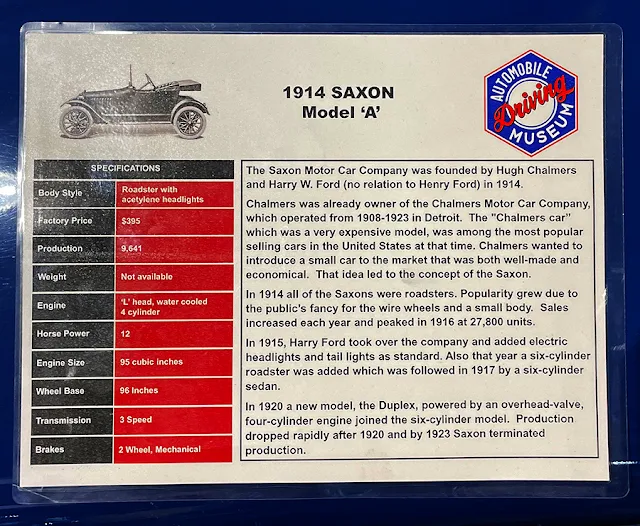 1914 SAXON
Model ‘A’
AUTOMOBILE
Driving
MUSEUM
SPECIFICATIONS
Body Style
Roadster with
acetylene headlights
Factory Price
$395
Production
9,641
Weight
Not available
Engine
‘L’ head, water cooled
4 cylinder
Horse Power
12
Engine Size
95 cubic inches
Wheel Base
96 Inches
Transmission
3 Speed
Brakes
2 Wheel, Mechanical
The Saxon Motor Car Company was founded by Hugh Chalmers
and Harry W. Ford (no relation to Henry Ford) in 1914.
Chalmers was already owner of the Chalmers Motor Car Company,
which operated from 1908-1923 in Detroit. The "Chalmers car"
which was a very expensive model, was among the most popular
selling cars in the United States at that time. Chalmers wanted to
introduce a small car to the market that was both well-made and
economical. That idea led to the concept of the Saxon.
In 1914 all of the Saxons were roadsters. Popularity grew due to
the public's fancy for the wire wheels and a small body. Sales
increased each year and peaked in 1916 at 27,800 units.
In 1915, Harry Ford took over the company and added electric
headlights and tail lights as standard. Also that year a six-cylinder
roadster was added which was followed in 1917 by a six-cylinder
sedan.
In 1920 a new model, the Duplex, powered by an overhead-valve,
four-cylinder engine joined the six-cylinder model. Production
dropped rapidly after 1920 and by 1923 Saxon terminated
production.